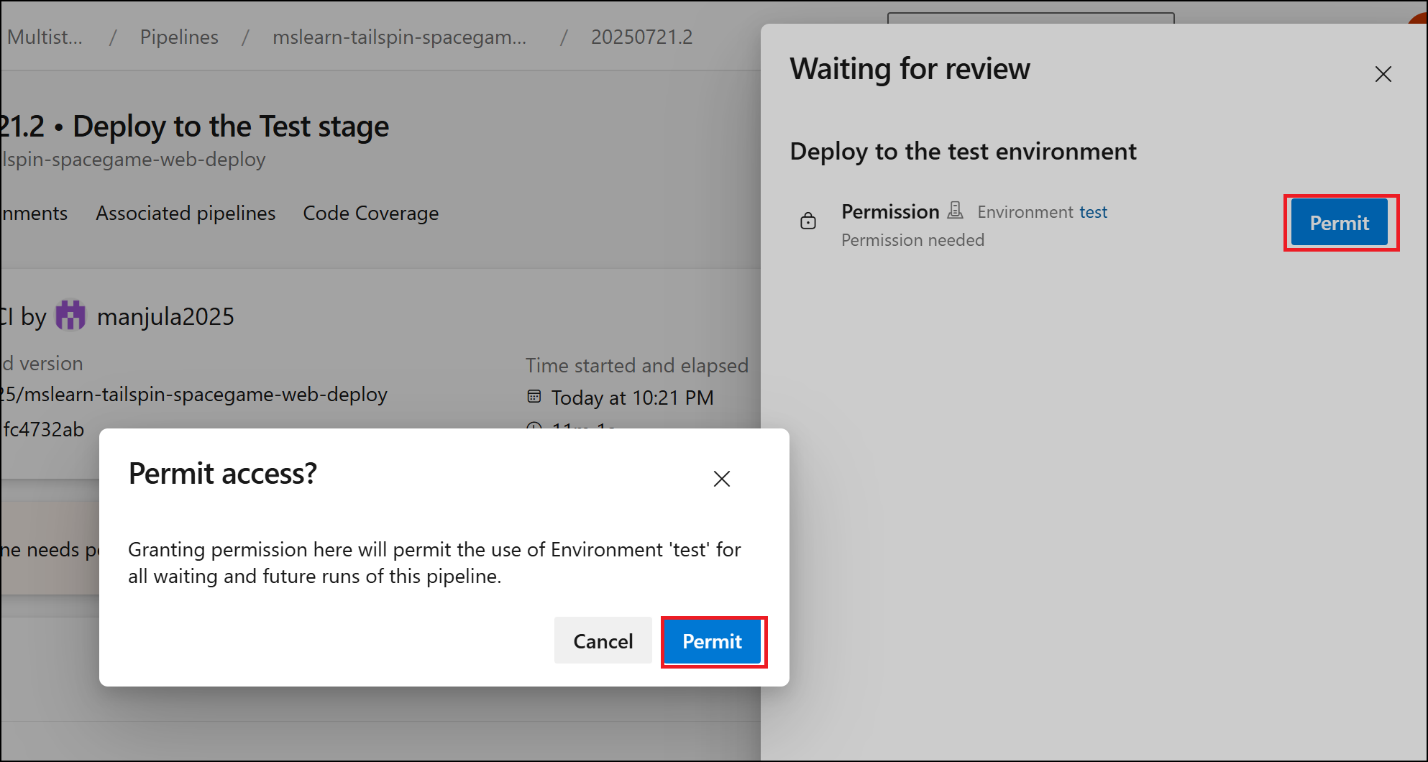 Multist... / Pipelines / mslearn-tailspin-spacegam... / 20250721.2
21.2 • Deploy to the Test stage
lspin-spacegame-web-deploy
nments Associated pipelines Code Coverage
CI by manjula2025
d version
25/mslearn-tailspin-spacegame-web-deploy
fc4732ab
Time started and elapsed
Today at 10:21 PM
ne needs pe
Waiting for review
Deploy to the test environment
Permission Environment test
Permission needed
Permit
Permit access?
Granting permission here will permit the use of Environment 'test' for
all waiting and future runs of this pipeline.
Cancel Permit